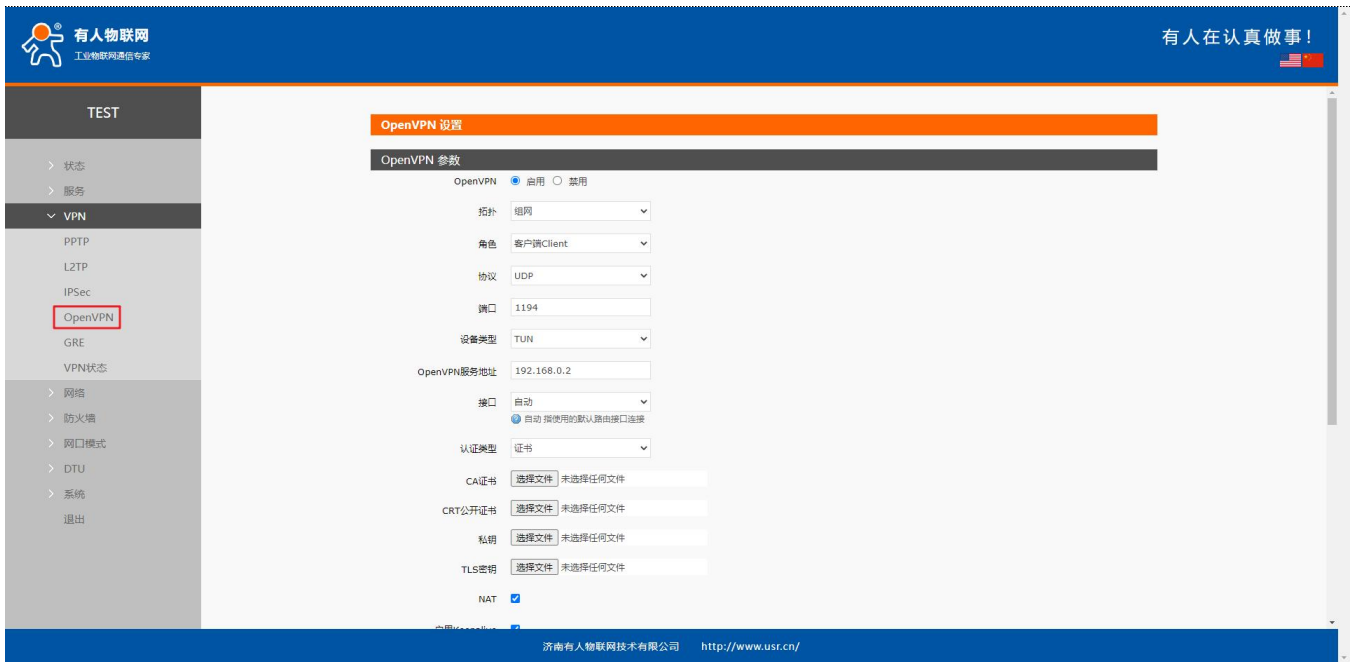 有人物联网
工业物联网通信专家
有人在认真做事!
TEST
状态
服务
VPN
PPTP
L2TP
IPSec
OpenVPN
GRE
VPN状态
网络
防火墙
网口模式
DTU
系统
退出
OpenVPN 设置
OpenVPN 参数
OpenVPN 启用 禁用
拓扑 组网
角色 客户端Client
协议 UDP
端口 1194
设备类型 TUN
OpenVPN服务地址 192.168.0.2
接口 自动
自动 指使用的默认路由接口连接
认证类型 证书
CA证书 选择文件 未选择任何文件
CRT公开证书 选择文件 未选择任何文件
私钥 选择文件 未选择任何文件
TLS密钥 选择文件 未选择任何文件
NAT
济南有人物联网技术有限公司 http://www.usr.cn/